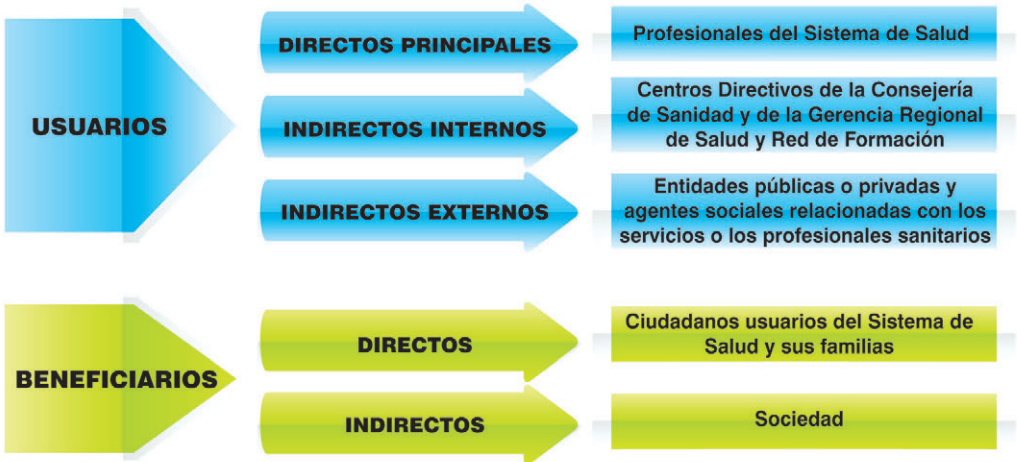 USUARIOS
DIRECTOS PRINCIPALES
Profesionales del Sistema de Salud
INDIRECTOS INTERNOS
Centros Directivos de la Consejería
de Sanidad y de la Gerencia Regional
de Salud y Red de Formación
INDIRECTOS EXTERNOS
Entidades públicas o privadas y
agentes sociales relacionadas con los
servicios o los profesionales sanitarios
BENEFICIARIOS
DIRECTOS
Ciudadanos usuarios del Sistema de
Salud y sus familias
INDIRECTOS
Sociedad